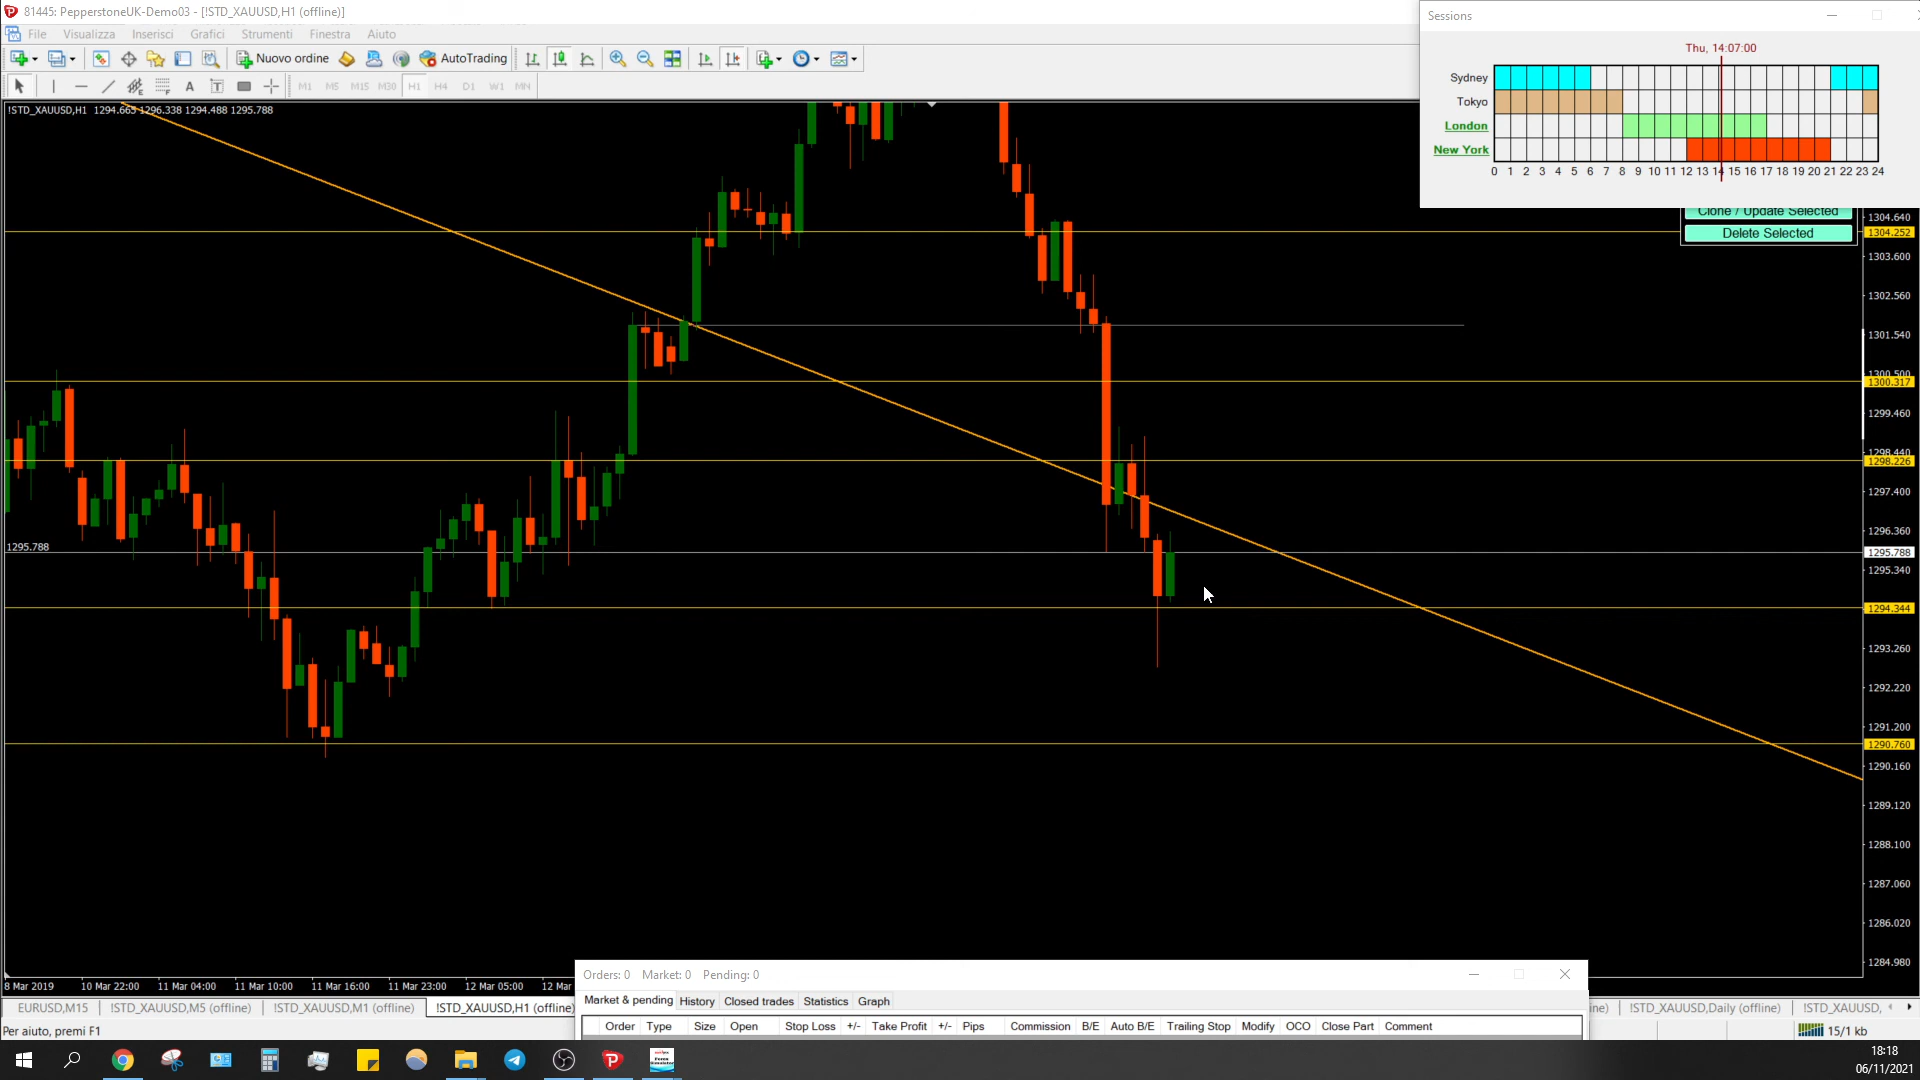 81445: PepperstoneUK-Demo03 - [!STD_XAUUSD,H1 (offline)]
File Visualizza Inserisci Grafici Strumenti Finestra Aiuto
Nuovo ordine AutoTrading
A T M1 M5 M15 M30 H1 H4 D1 W1 MN
!STD_XAUUSD,H1 1294.665 1296.338 1294.488 1295.788
Sessions
Thu, 14:07:00
Sydney
Tokyo
London
New York
0 1 2 3 4 5 6 7 8 9 10 11 12 13 14 15 16 17 18 19 20 21 22 23 24
Clone / Update Selected
Delete Selected
1304.640
1304.252
1303.600
1302.560
1301.540
1300.500
1300.317
1299.460
1298.440
1298.226
1297.400
1296.360
1295.788
1295.788
1295.340
1294.344
1293.260
1292.220
1291.200
1290.760
1290.160
1289.120
1288.100
1287.060
1286.020
1284.980
8 Mar 2019 10 Mar 22:00 11 Mar 04:00 11 Mar 10:00 11 Mar 16:00 11 Mar 23:00 12 Mar 05:00 12 Mar
Orders: 0 Market: 0 Pending: 0
Market & pending History Closed trades Statistics Graph
Order Type Size Open Stop Loss +/- Take Profit +/- Pips Commission B/E Auto B/E Trailing Stop Modify OCO Close Part Comment
EURUSD,M15 !STD_XAUUSD,M5 (offline) !STD_XAUUSD,M1 (offline) !STD_XAUUSD,H1 (offline) ine) !STD_XAUUSD,Daily (offline) !STD_XAUUSD,
Per aiuto, premi F1
15/1 kb
18:18
06/11/2021